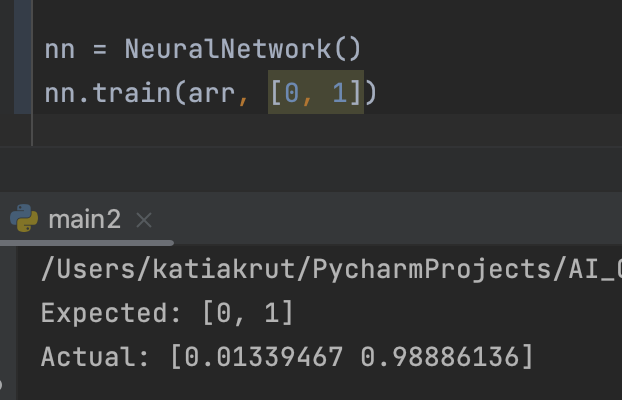 nn = NeuralNetwork()
nn.train(arr, [0, 1])
main2
/Users/katiakrut/PycharmProjects/AI_
Expected: [0, 1]
Actual: [0.01339467 0.98886136]